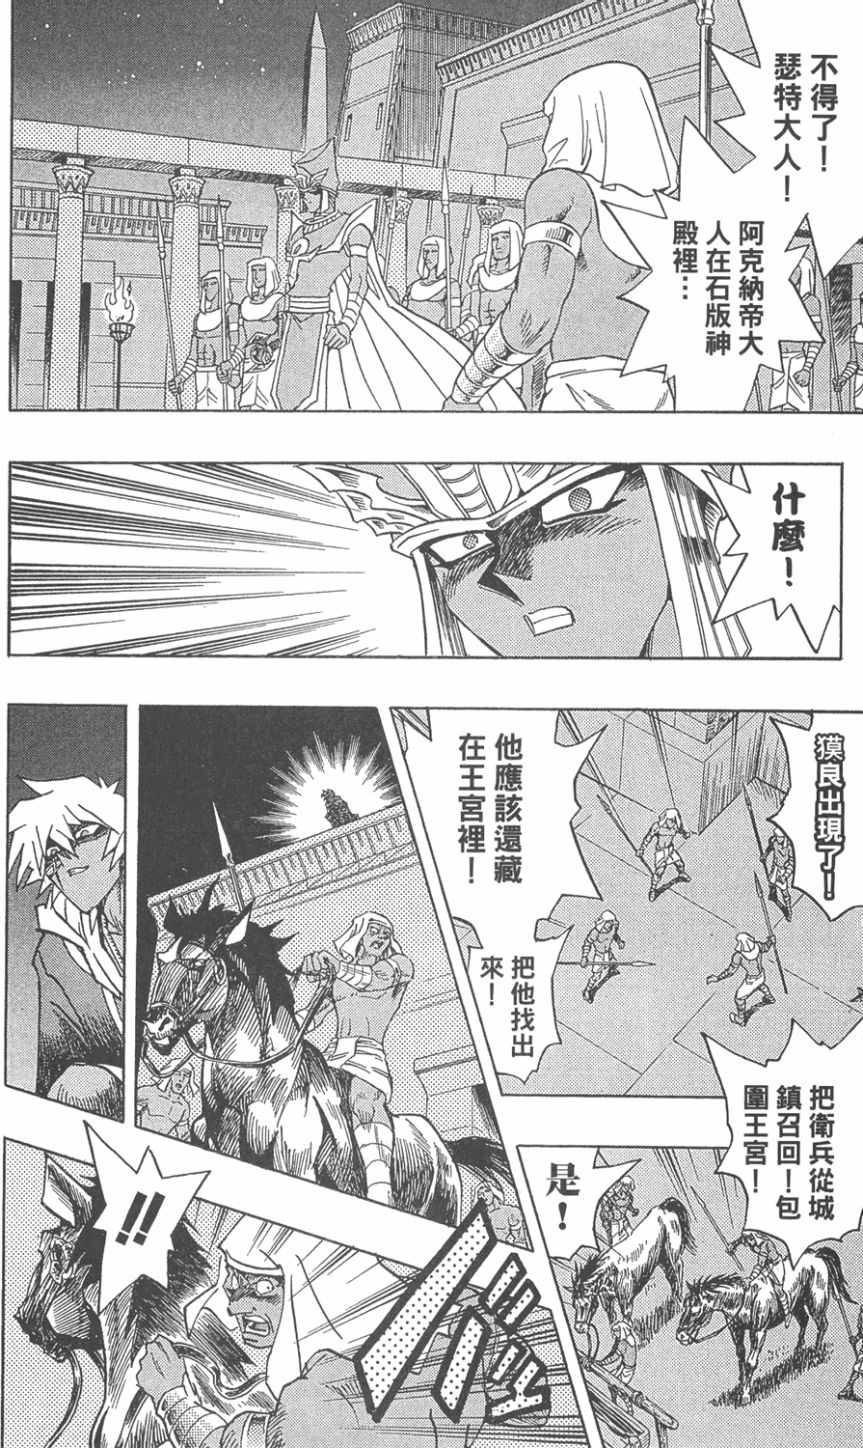 不得了！
瑟特大人！
阿克納帝大
人在石版神
殿裡…
什麼！
獏良出現了！
他應該還藏
在王宮裡！
把他找出
來！
把衛兵從城
鎮召回！包
圍王宮！
是！
!!